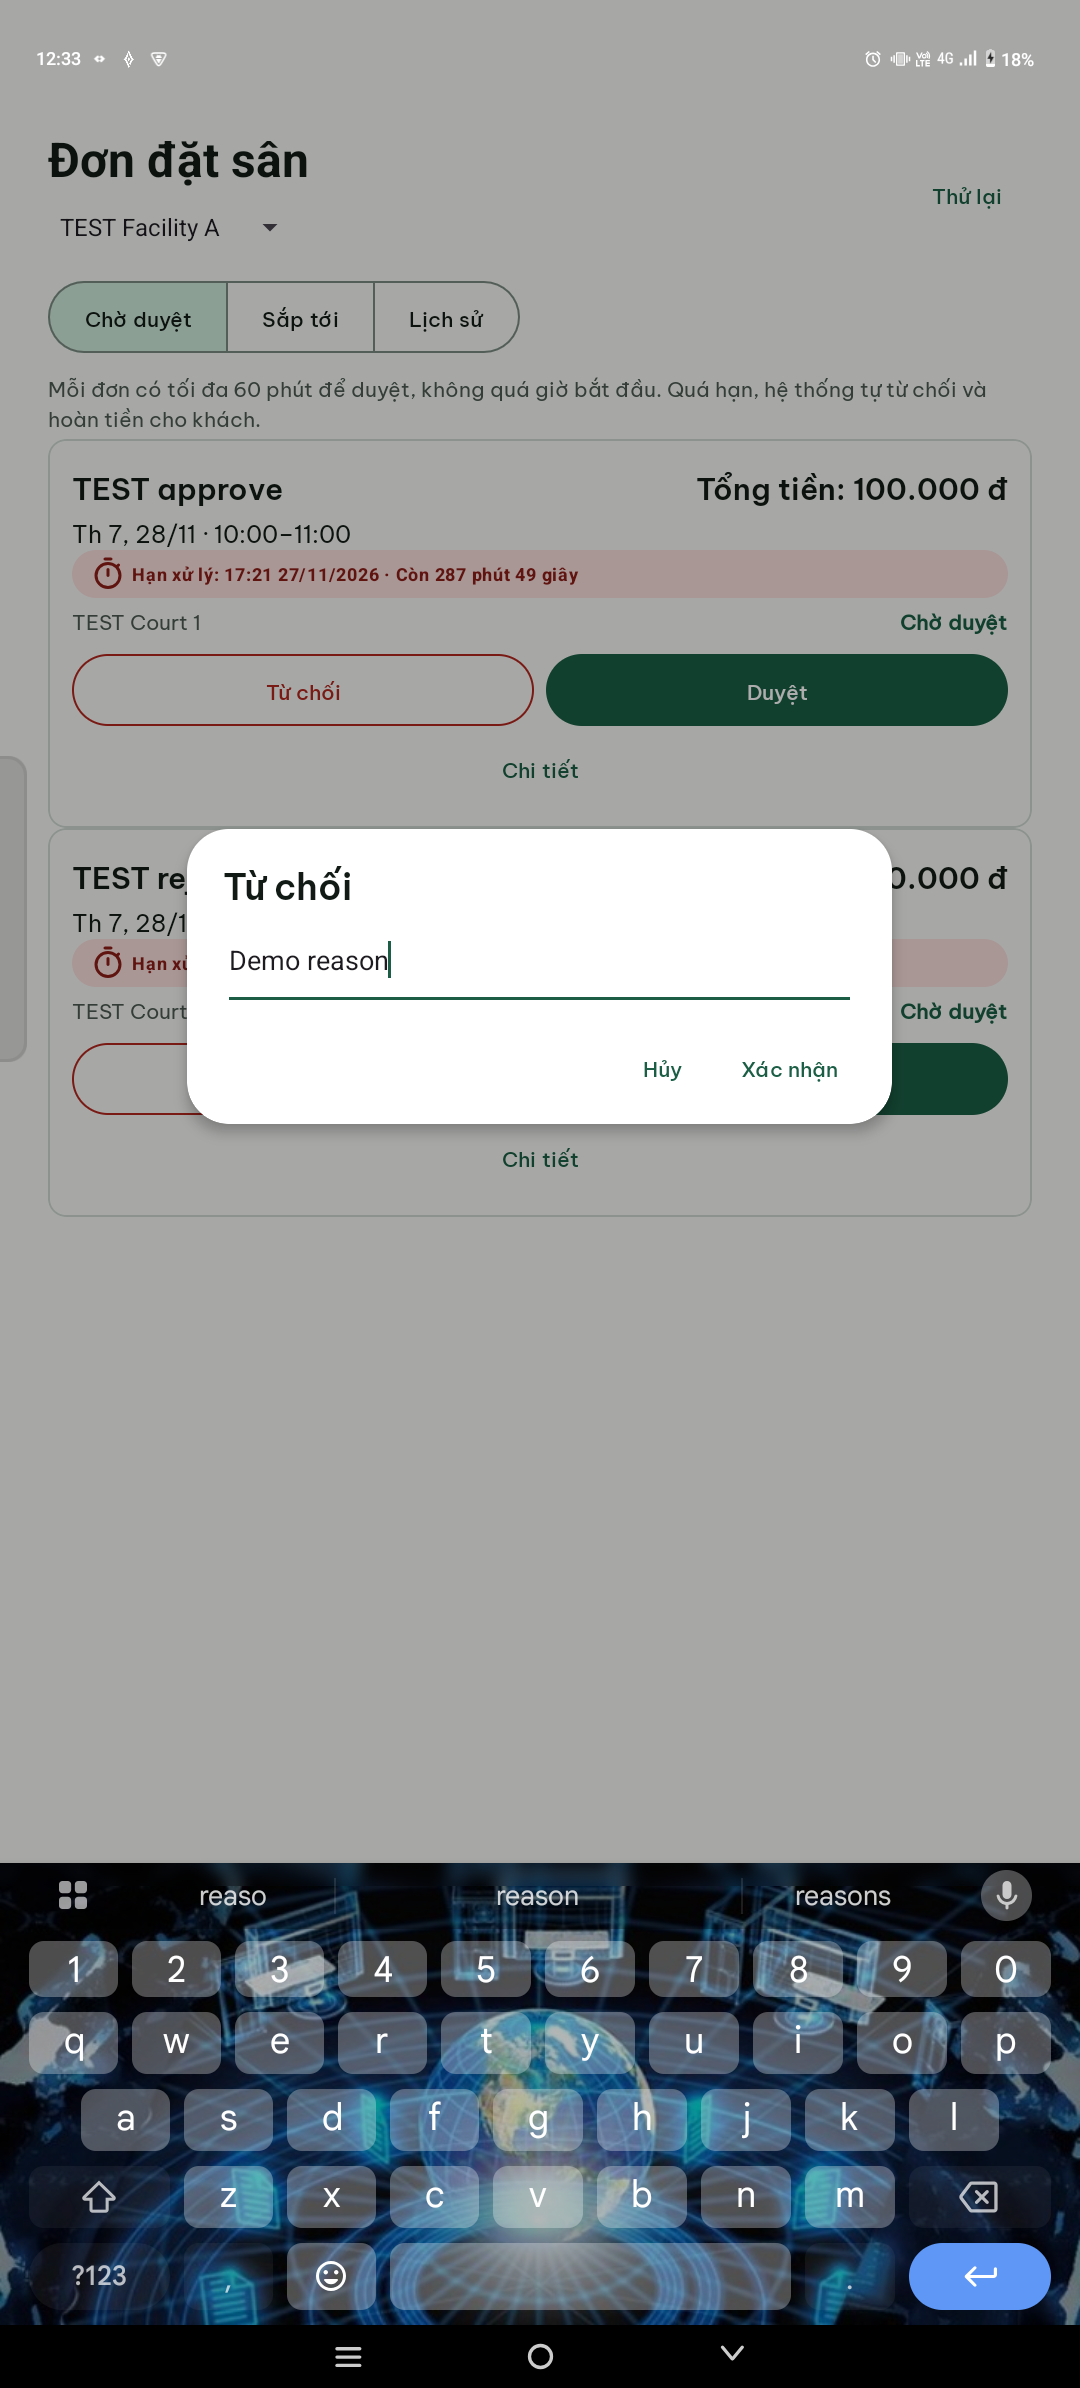 12:33
4G 18%
Đơn đặt sân
Thử lại
TEST Facility A
Chờ duyệt Sắp tới Lịch sử
Mỗi đơn có tối đa 60 phút để duyệt, không quá giờ bắt đầu. Quá hạn, hệ thống tự từ chối và
hoàn tiền cho khách.
TEST approve Tổng tiền: 100.000 đ
Th 7, 28/11 · 10:00–11:00
Hạn xử lý: 17:21 27/11/2026 · Còn 287 phút 49 giây
TEST Court 1 Chờ duyệt
Từ chối Duyệt
Chi tiết
TEST 0.000 đ
Th 7, 28/1
Hạn
TEST Court Chờ duyệt
Từ chối
Demo reason
Hủy Xác nhận
Chi tiết
reaso reason reasons
1 2 3 4 5 6 7 8 9 0
q w e r t y u i o p
a s d f g h j k l
z x c v b n m
?123 , .